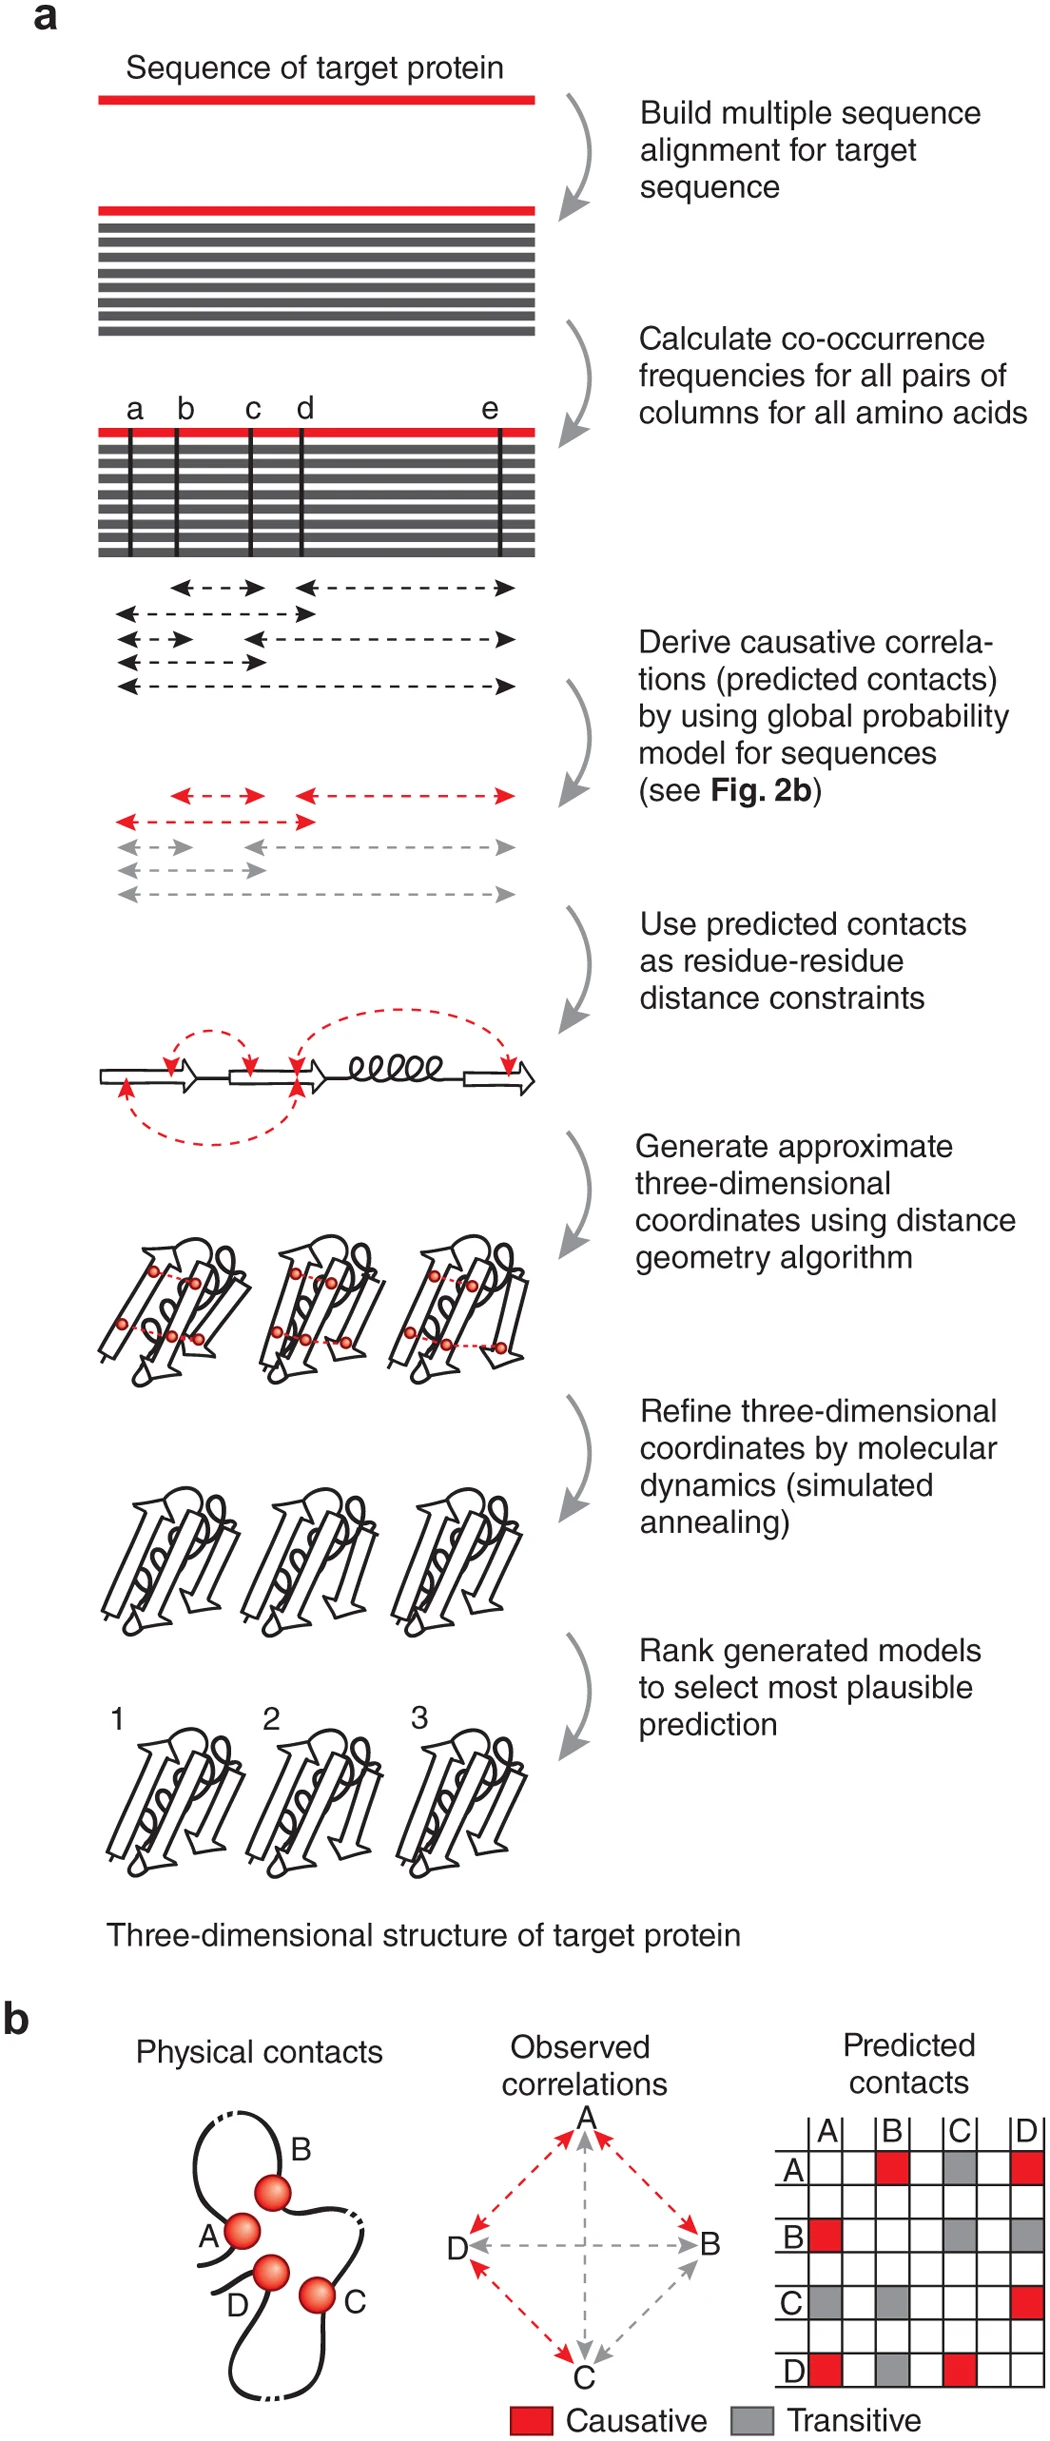 a
Sequence of target protein
Build multiple sequence
alignment for target
sequence
Calculate co-occurrence
frequencies for all pairs of
columns for all amino acids
a b c d e
Derive causative correla-
tions (predicted contacts)
by using global probability
model for sequences
(see Fig. 2b)
Use predicted contacts
as residue-residue
distance constraints
Generate approximate
three-dimensional
coordinates using distance
geometry algorithm
Refine three-dimensional
coordinates by molecular
dynamics (simulated
annealing)
Rank generated models
to select most plausible
prediction
1 2 3
Three-dimensional structure of target protein
b
Physical contacts
B
A
D
C
Observed
correlations
A
D
B
C
Predicted
contacts
A B C D
A
B
C
D
Causative
Transitive